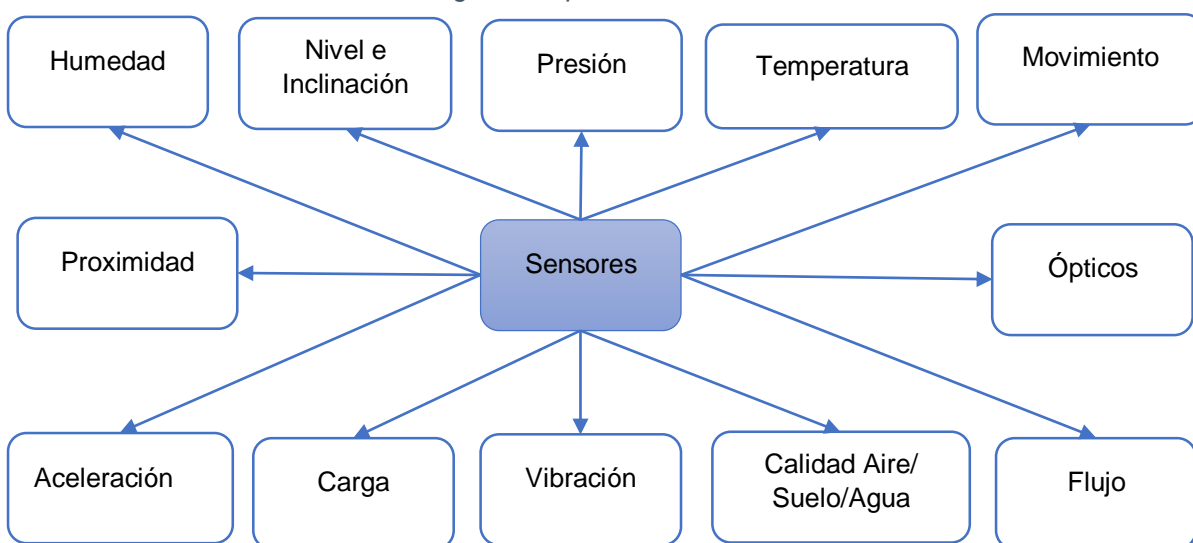 Humedad
Nivel e
Inclinación
Presión
Temperatura
Movimiento
Proximidad
Sensores
Ópticos
Aceleración
Carga
Vibración
Calidad Aire/
Suelo/Agua
Flujo